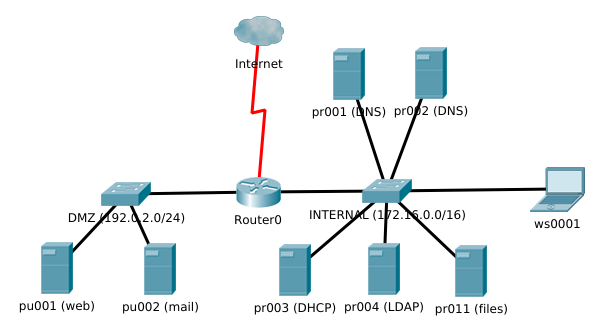 Internet
pr001 (DNS)
pr002 (DNS)
DMZ (192.0.2.0/24)
Router0
INTERNAL (172.16.0.0/16)
ws0001
pu001 (web)
pu002 (mail)
pr003 (DHCP)
pr004 (LDAP)
pr011 (files)